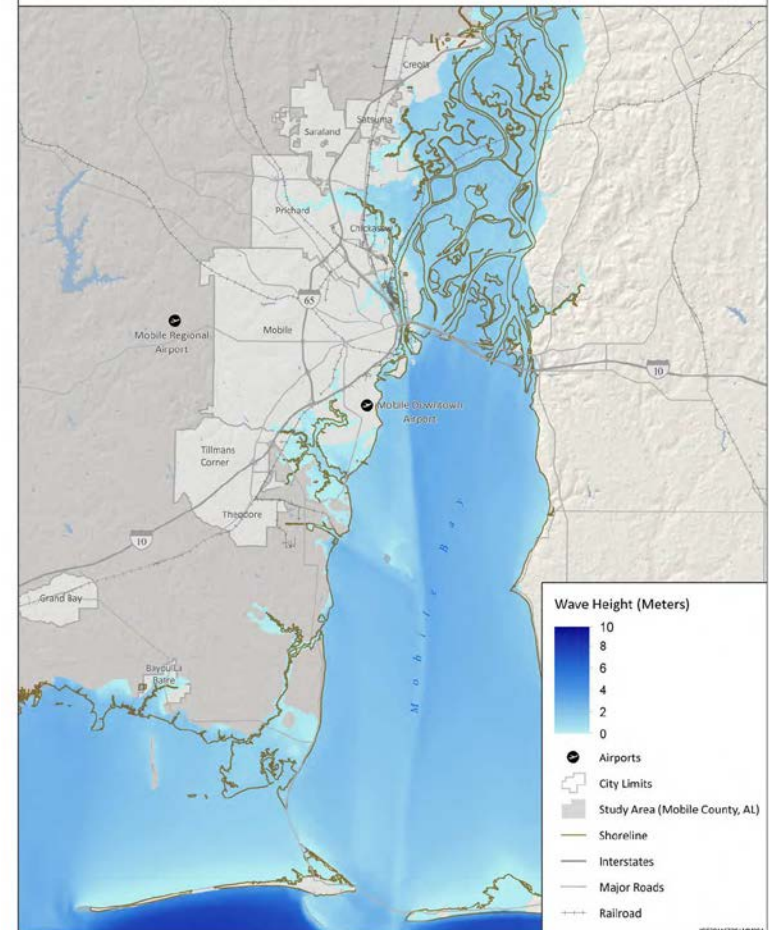 Creola
Satsuma
Saraland
Prichard
Chickasaw
65
Mobile
Mobile Regional
Airport
10
Mobile Downtown
Airport
Tillmans
Corner
Theodore
10
Mobile Bay
Grand Bay
Bayou La
Batre
Wave Height (Meters)
10
8
6
4
2
0
Airports
City Limits
Study Area (Mobile County, AL)
Shoreline
Interstates
Major Roads
Railroad